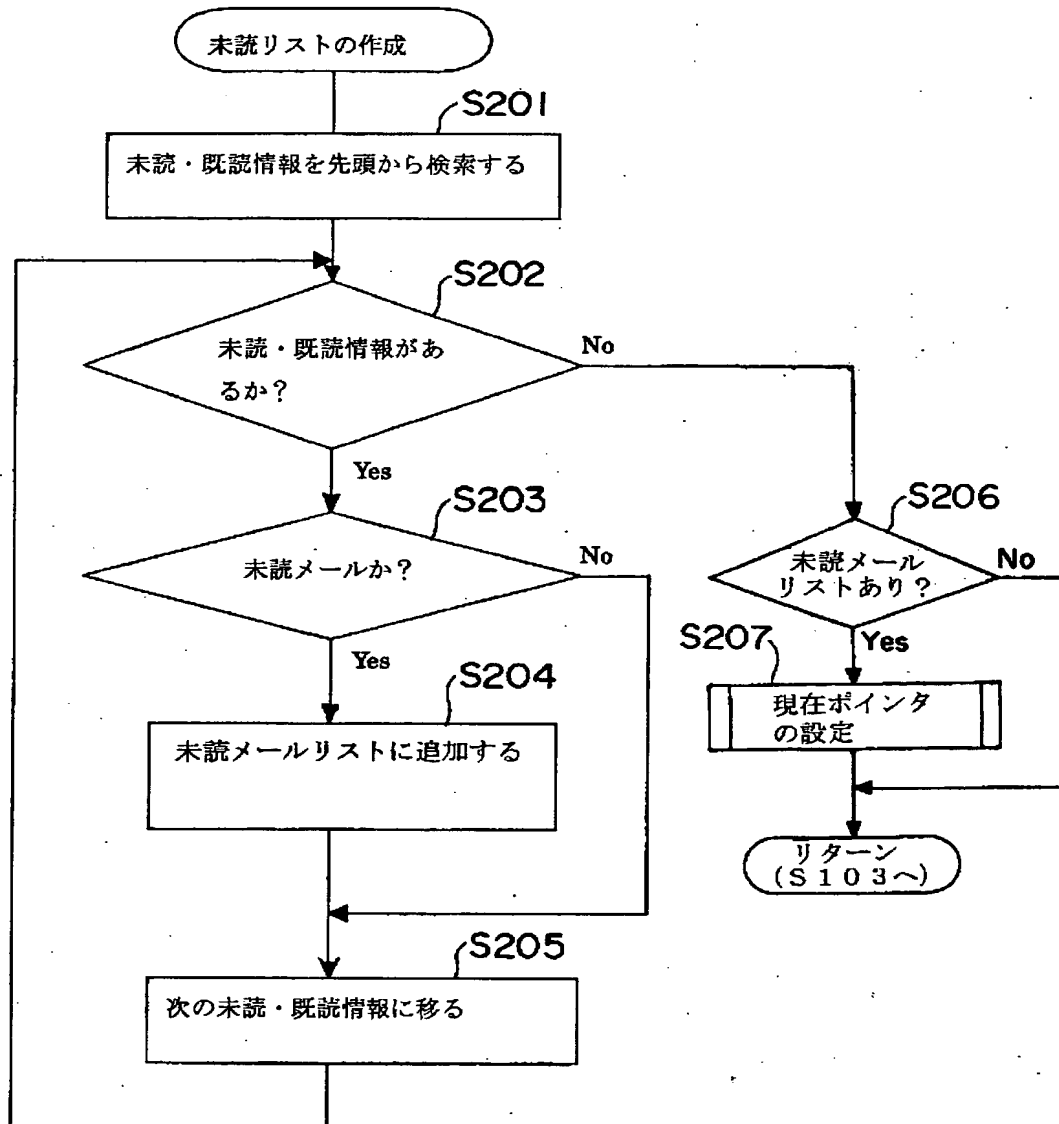 未読リストの作成
S201
未読・既読情報を先頭から検索する
S202
未読・既読情報があ
るか?
No
Yes
S203
未読メールか?
No
Yes
S204
未読メールリストに追加する
S205
次の未読・既読情報に移る
S206
未読メール
リストあり?
No
Yes
S207
現在ポインタ
の設定
リターン
(S103へ)